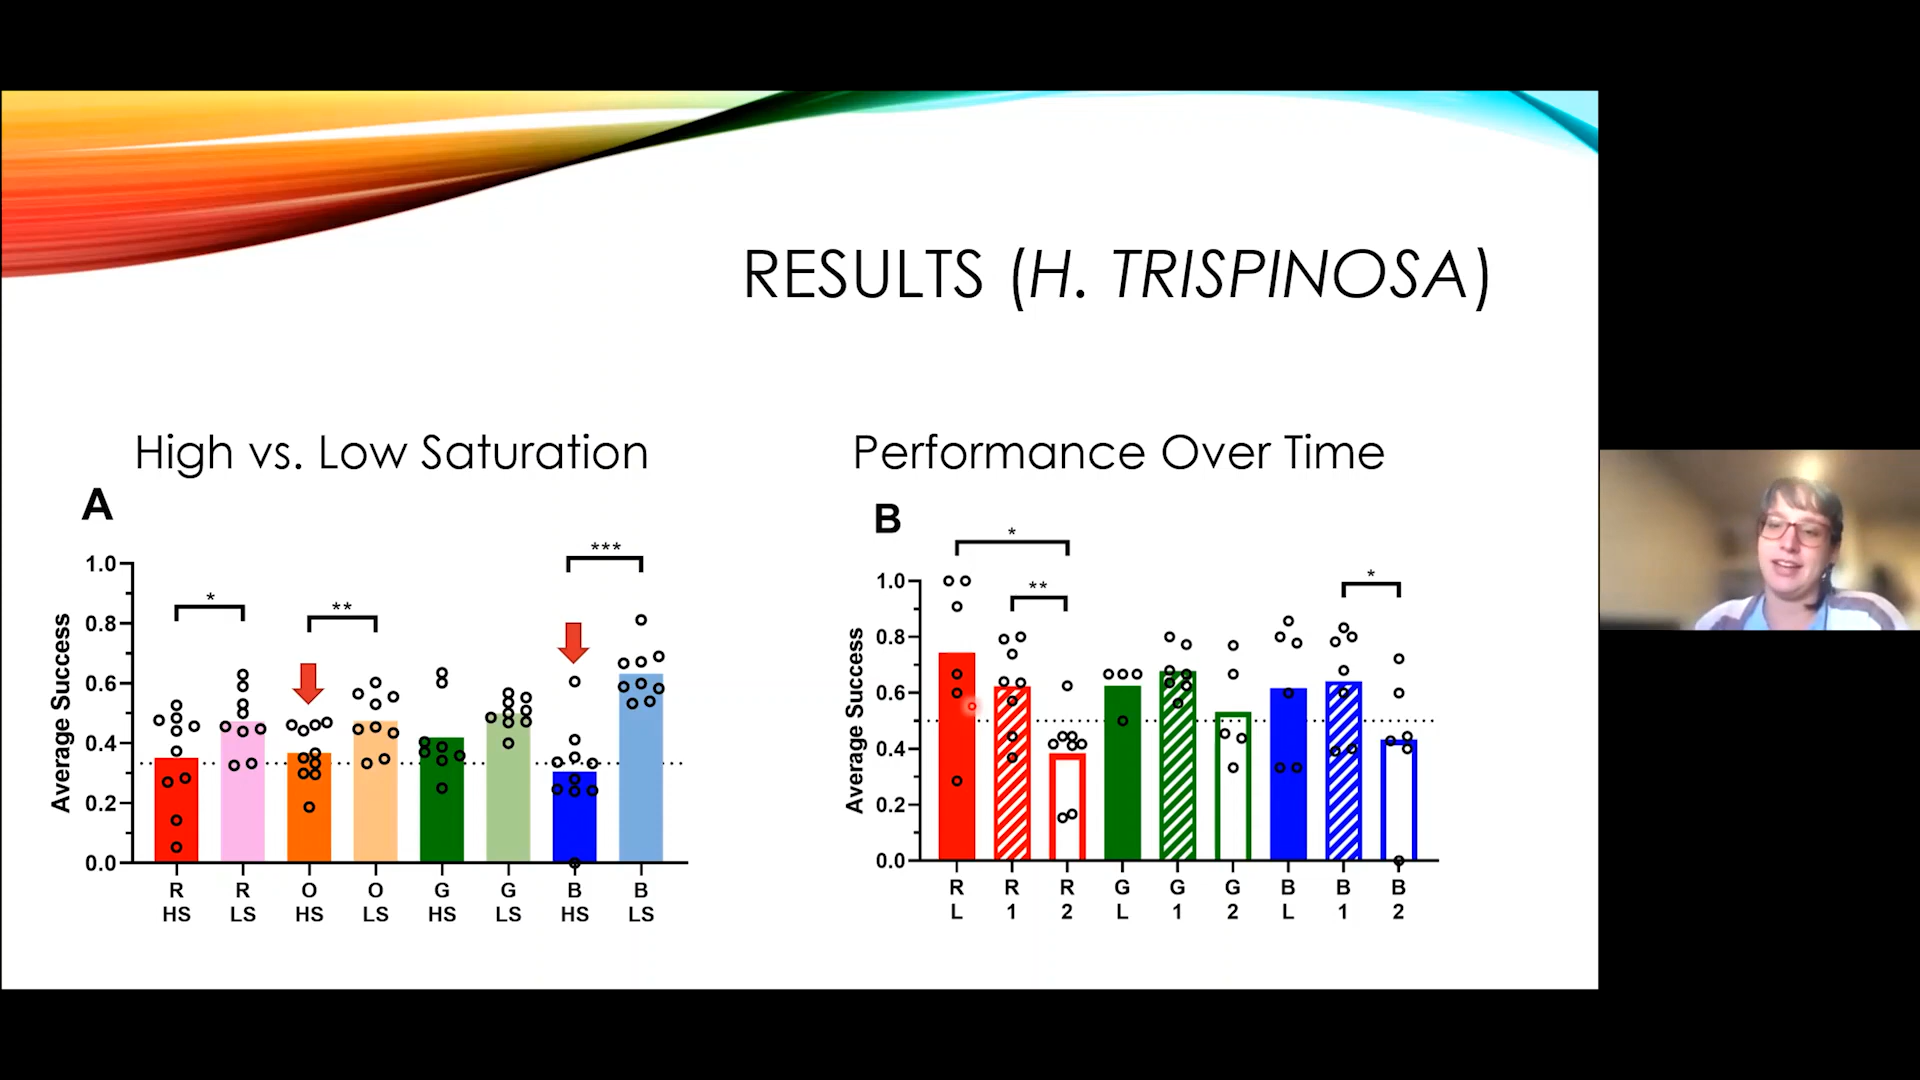 RESULTS (H. TRISPINOSA)
High vs. Low Saturation
A
***
*
**
1.0
0.8
0.6
0.4
0.2
0.0
Average Success
R R O O G G B B
HS LS HS LS HS LS HS LS
Performance Over Time
B
*
**
*
1.0
0.8
0.6
0.4
0.2
0.0
Average Success
R R R G G G B B B
L 1 2 L 1 2 L 1 2